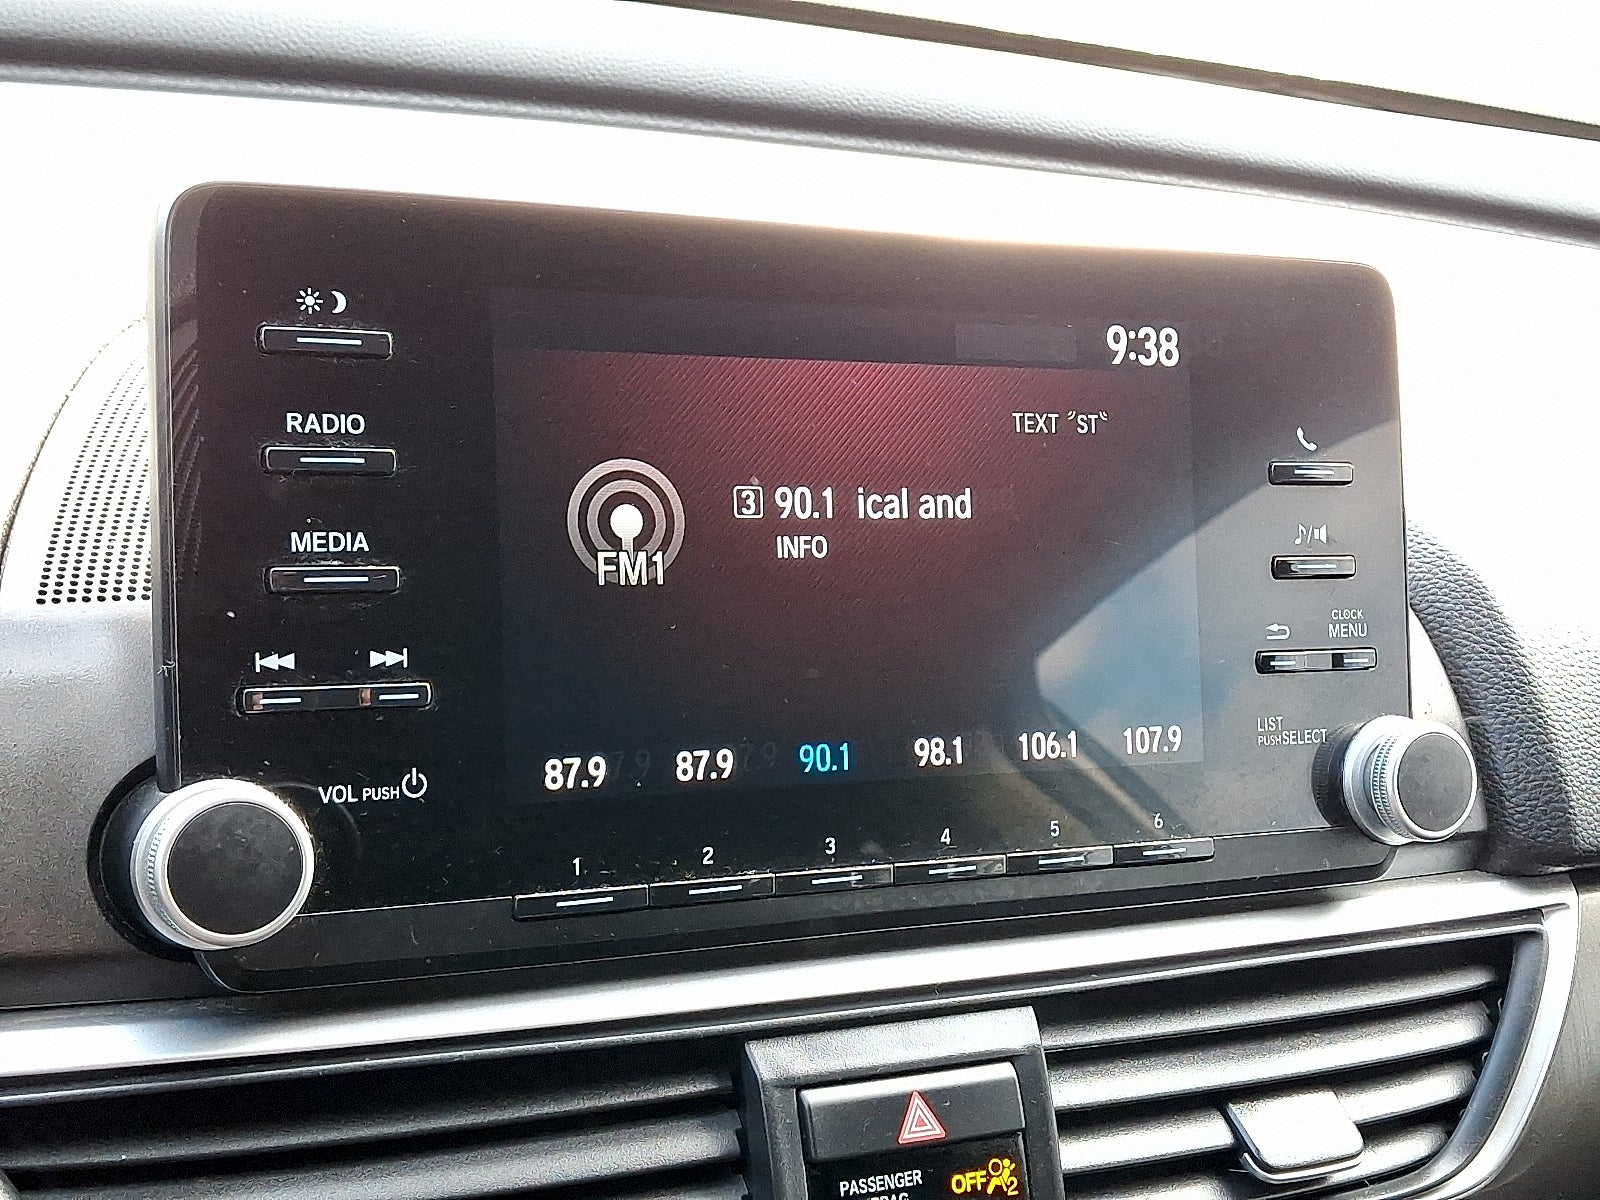 9:38
RADIO
TEXT "ST"
3 90.1 ical and
INFO
FM1
MEDIA
CLOCK
MENU
LIST
PUSH SELECT
VOL PUSH
87.9 87.9 90.1 98.1 106.1 107.9
1 2 3 4 5 6
PASSENGER
OFF 2